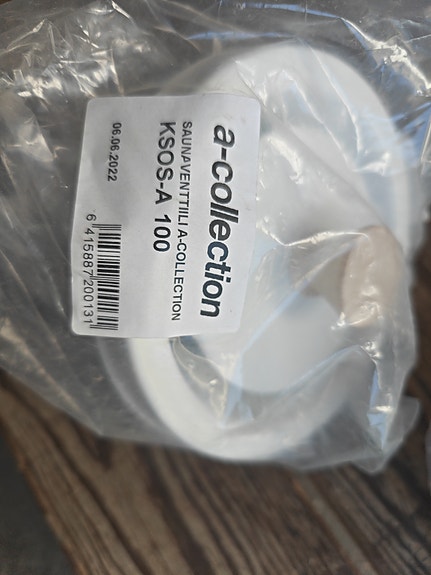 a-collection
SAUNAVENTTIILI A-COLLECTION
KSOS-A 100
06.06.2022
6 415887 200131